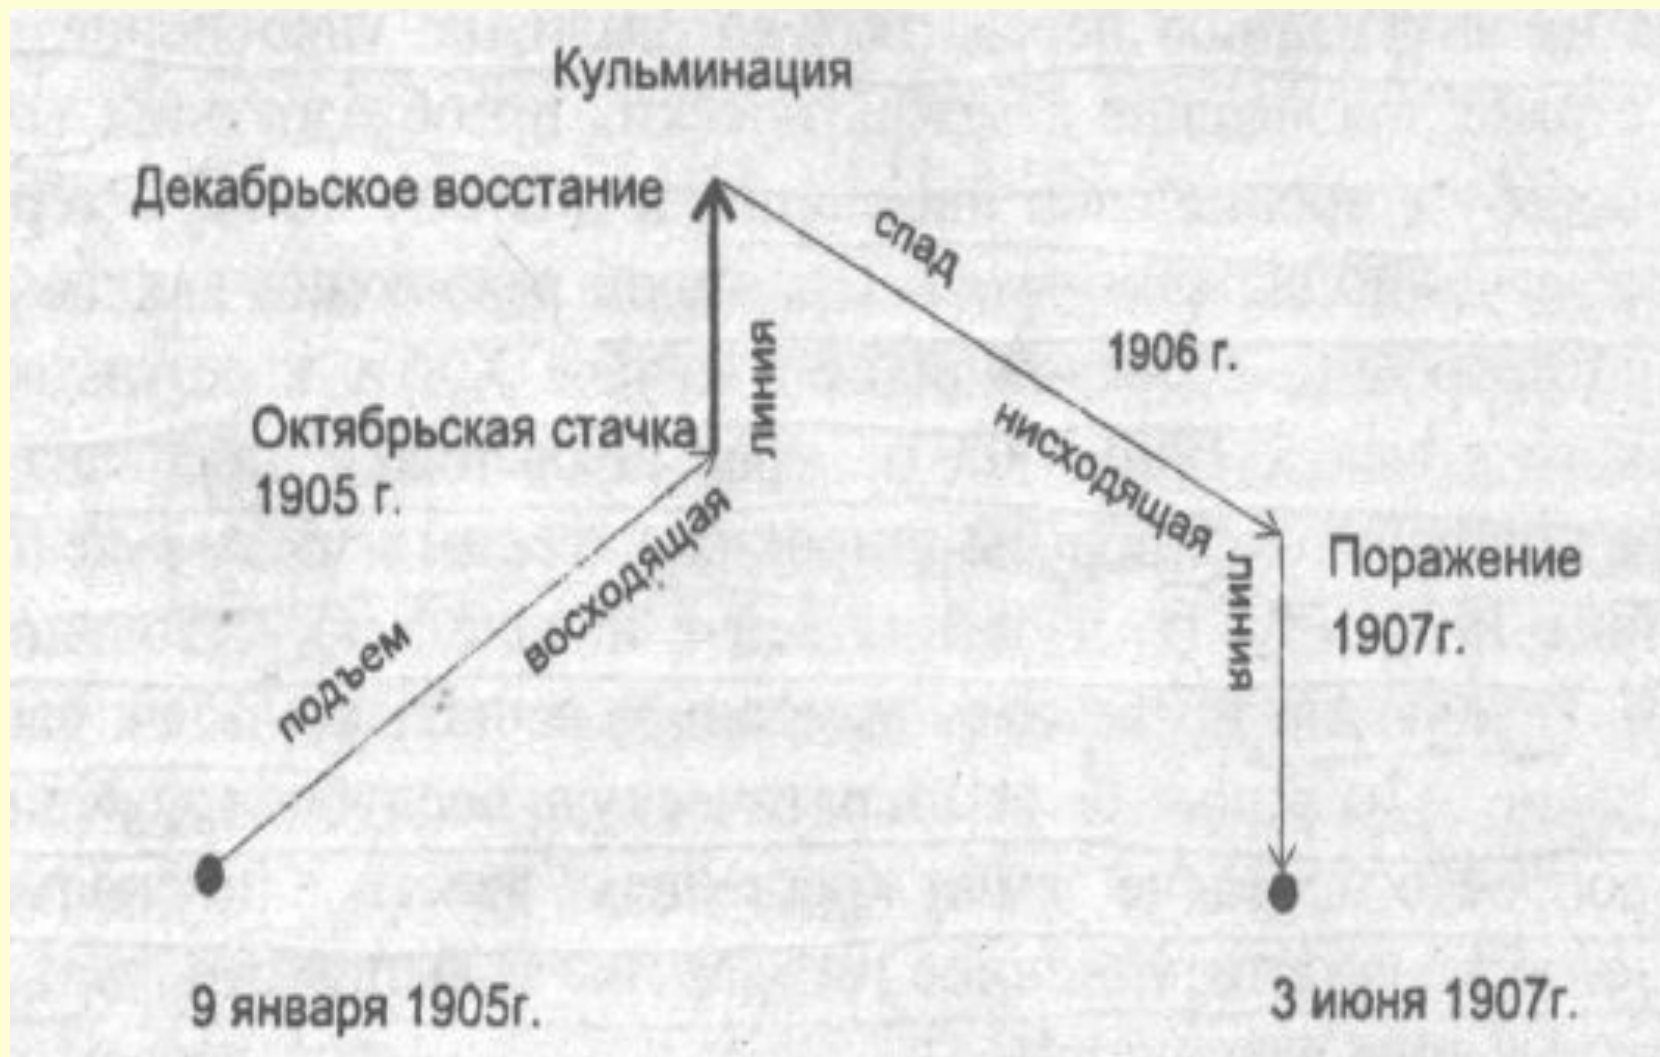 Кульминация
Декабрьское восстание
спад
1906 г.
линия
Октябрьская стачка
1905 г.
нисходящая
восходящая
линия
Поражение
1907г.
подъем
9 января 1905г.
3 июня 1907г.